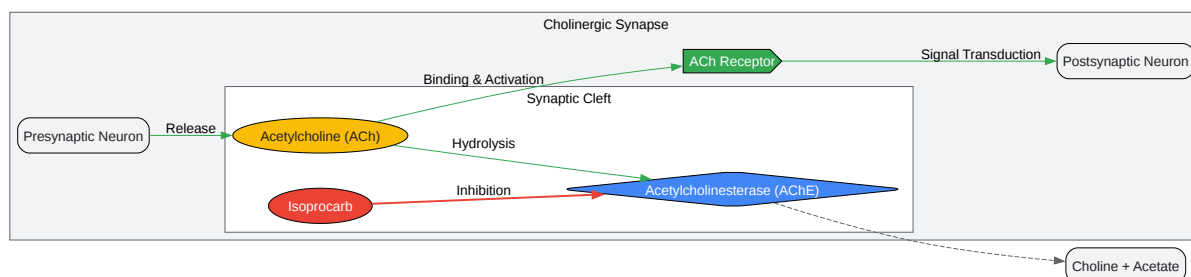 Cholinergic Synapse
ACh Receptor
Signal Transduction
Postsynaptic Neuron
Binding & Activation
Synaptic Cleft
Presynaptic Neuron
Release
Acetylcholine (ACh)
Hydrolysis
Inhibition
Acetylcholinesterase (AChE)
Isoprocarb
Choline + Acetate